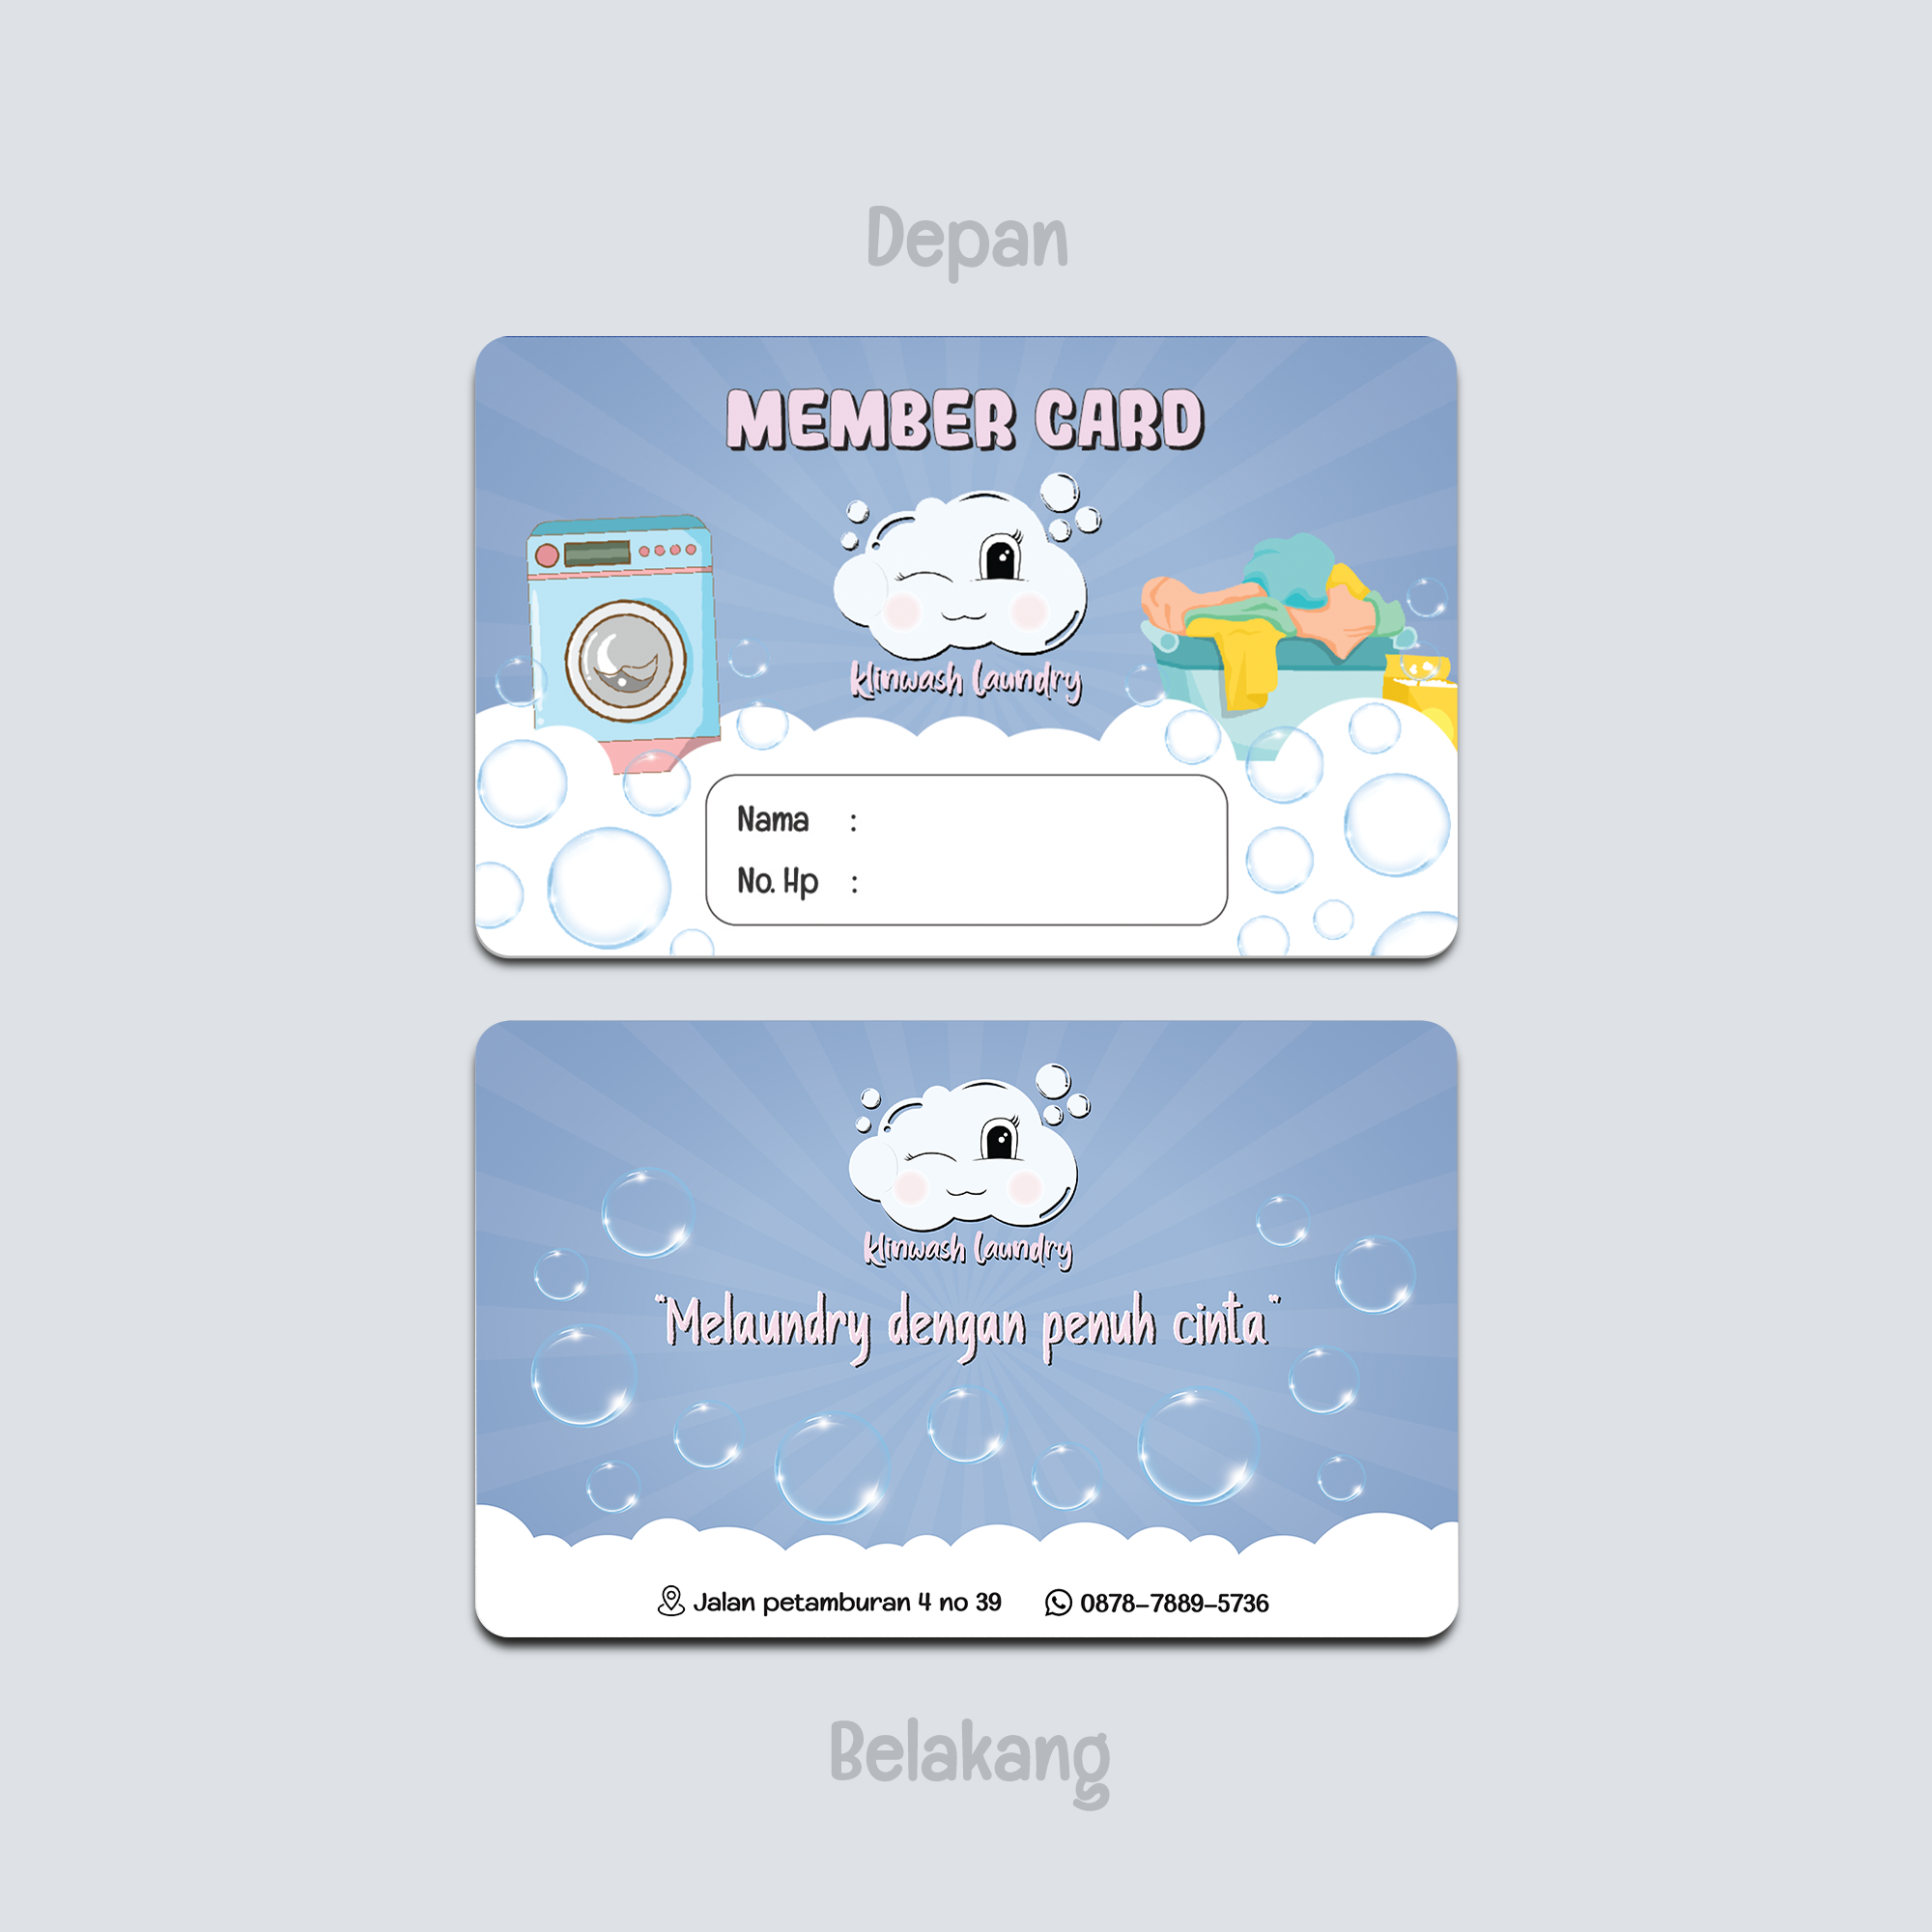 Depan
MEMBER CARD
klinwash laundry
Nama :
No. Hp :
klinwash laundry
"Melaundry dengan penuh cinta"
Jalan petamburan 4 no 39 0878-7889-5736
Belakang